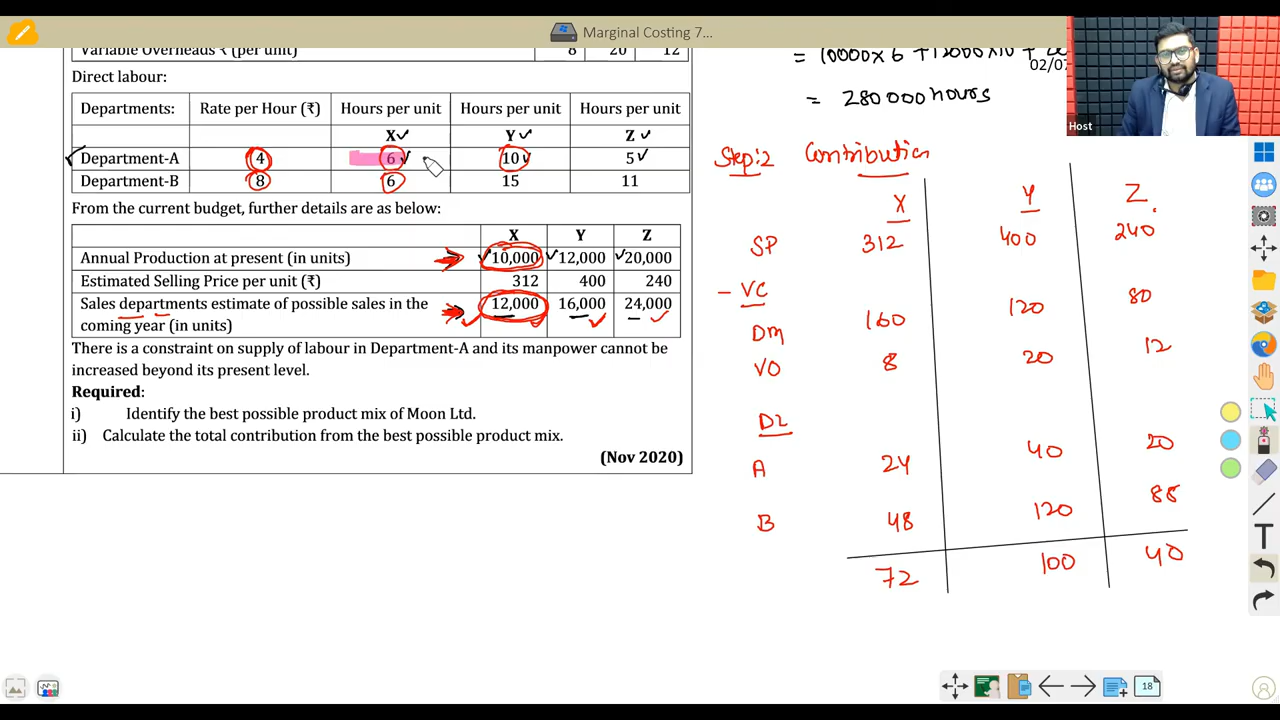 Marginal Costing 7...
Variable Overheads ₹ (per unit) 8 20 12
Direct labour:
Departments: Rate per Hour (₹) Hours per unit Hours per unit Hours per unit
X Y Z
Department-A 4 6 10 5
Department-B 8 6 15 11
From the current budget, further details are as below:
X Y Z
Annual Production at present (in units) 10,000 12,000 20,000
Estimated Selling Price per unit (₹) 312 400 240
Sales departments estimate of possible sales in the 12,000 16,000 24,000
coming year (in units)
There is a constraint on supply of labour in Department-A and its manpower cannot be
increased beyond its present level.
Required:
i) Identify the best possible product mix of Moon Ltd.
ii) Calculate the total contribution from the best possible product mix.
(Nov 2020)
= 10000x 6 + 12000 x 10 + 20
02/0
= 280000 hours
Host
Step:2 Contribution
X Y Z
SP 312 400 240
- VC
DM 160 120 80
VO 8 20 12
DL
A 24 40 20
B 48 120 88
72 100 40
T
18